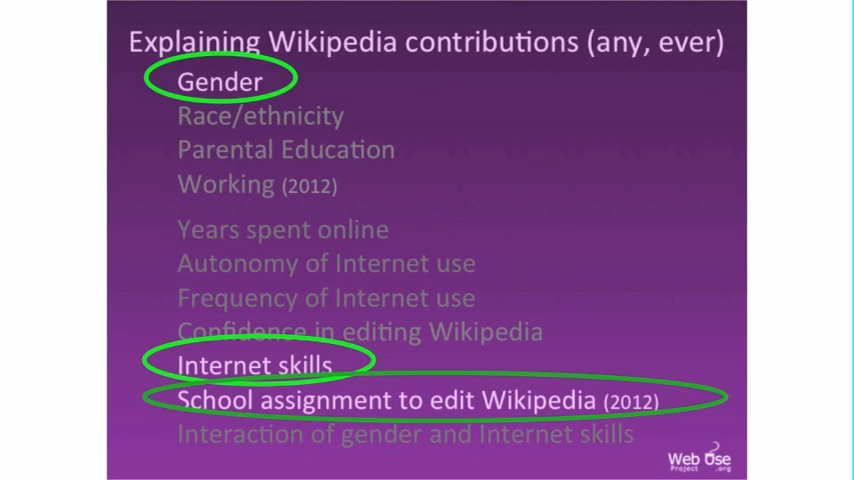 Explaining Wikipedia contributions (any, ever)
Gender
Race/ethnicity
Parental Education
Working (2012)
Years spent online
Autonomy of Internet use
Frequency of Internet use
Confidence in editing Wikipedia
Internet skills
School assignment to edit Wikipedia (2012)
Interaction of gender and Internet skills
Web Use
Project .org